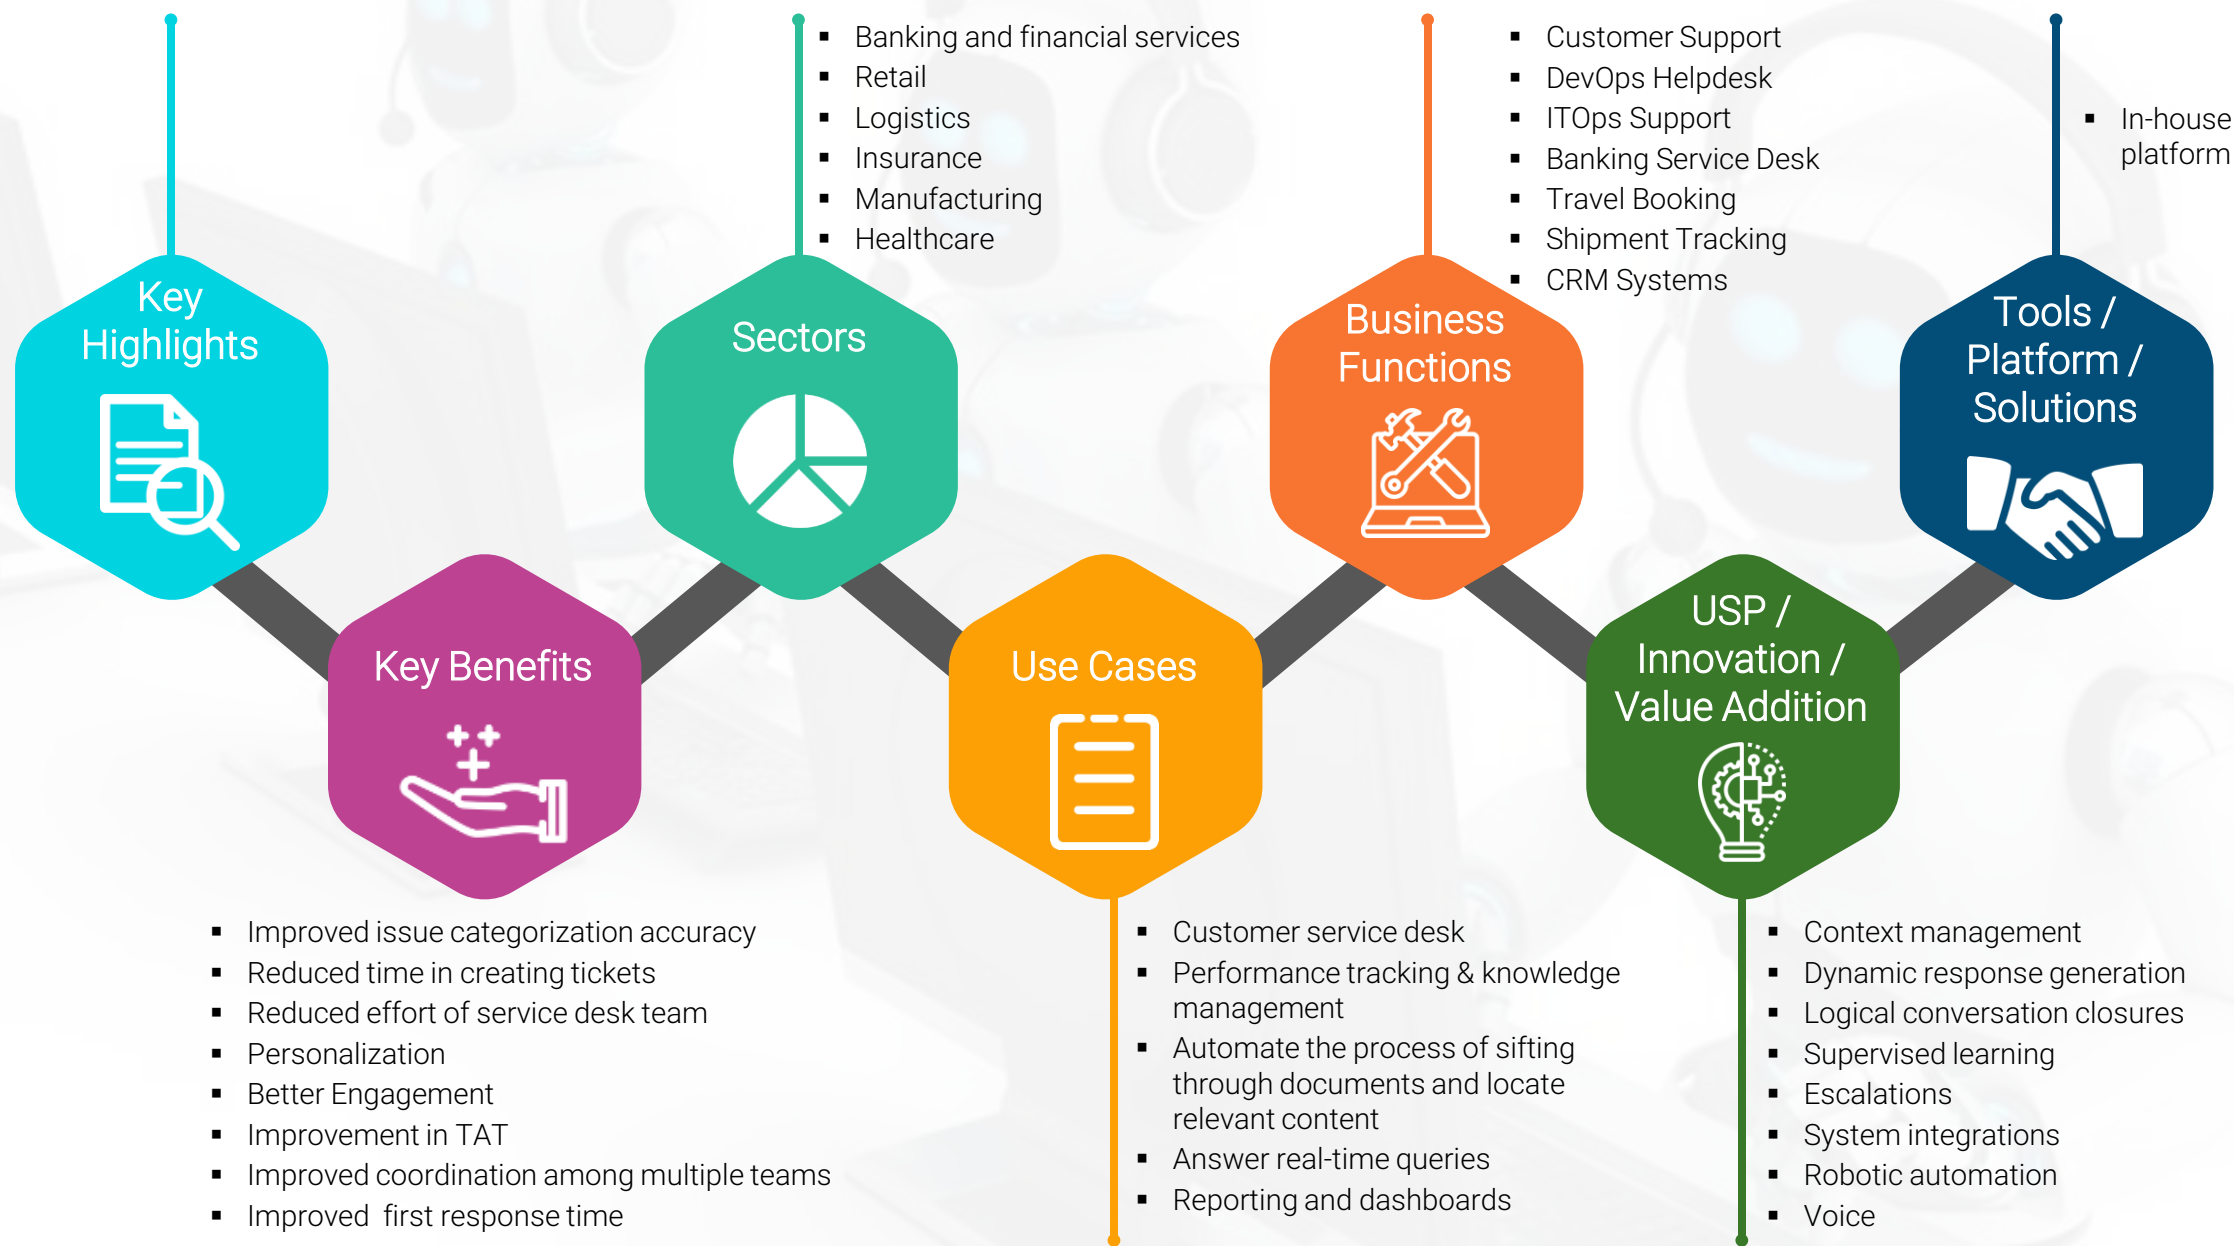 Key
Highlights
Key Benefits
Improved issue categorization accuracy
Reduced time in creating tickets
Reduced effort of service desk team
Personalization
Better Engagement
Improvement in TAT
Improved coordination among multiple teams
Improved  first response time
Sectors
Banking and financial services
Retail
Logistics
Insurance
Manufacturing
Healthcare
Use Cases
Customer service desk
Performance tracking & knowledge
management
Automate the process of sifting
through documents and locate
relevant content
Answer real-time queries
Reporting and dashboards
Business
Functions
Customer Support
DevOps Helpdesk
ITOps Support
Banking Service Desk
Travel Booking
Shipment Tracking
CRM Systems
USP /
Innovation /
Value Addition
Context management
Dynamic response generation
Logical conversation closures
Supervised learning
Escalations
System integrations
Robotic automation
Voice
Tools /
Platform /
Solutions
In-house
platform